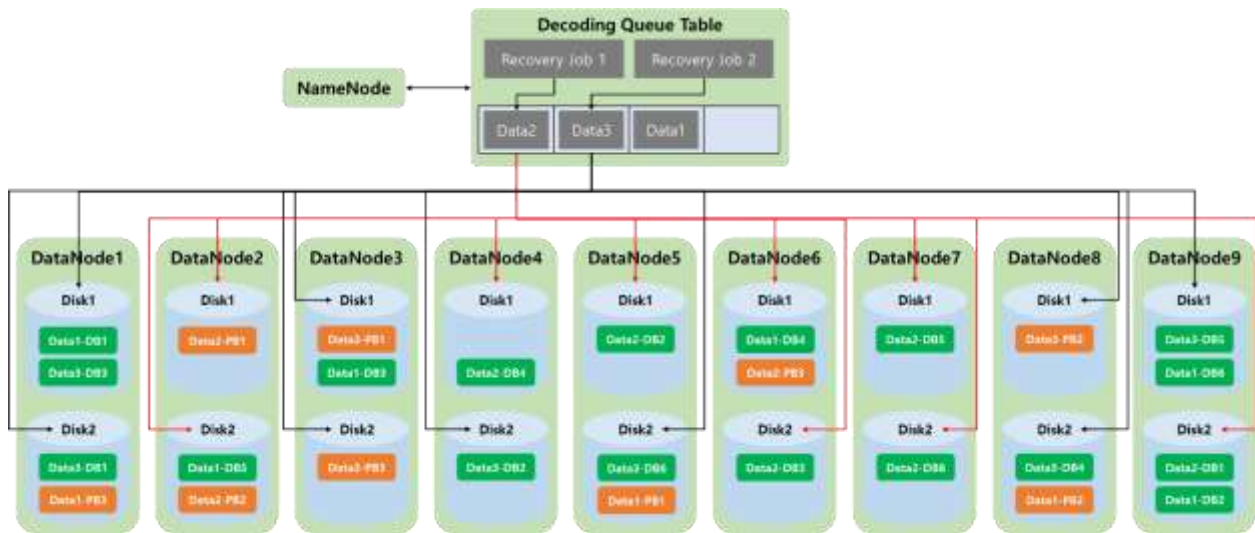 Decoding Queue Table
Recovery Job 1 Recovery Job 2
NameNode
Data2 Data3 Data1
DataNode1 DataNode2 DataNode3 DataNode4 DataNode5 DataNode6 DataNode7 DataNode8 DataNode9
Disk1 Disk1 Disk1 Disk1 Disk1 Disk1 Disk1 Disk1 Disk1
Data1-DB1 Data2-PB1 Data3-PB1 Data2-DB2 Data1-DB4 Data2-DB5 Data3-PB2 Data3-DB5
Data3-DB3 Data1-DB3 Data2-DB4 Data2-PB3 Data1-DB6
Disk2 Disk2 Disk2 Disk2 Disk2 Disk2 Disk2 Disk2 Disk2
Data3-DB1 Data1-DB5 Data3-PB3 Data3-DB2 Data3-DB6 Data2-DB3 Data2-DB6 Data3-DB4 Data2-DB1
Data1-PB3 Data2-PB2 Data1-PB1 Data1-PB2 Data1-DB2